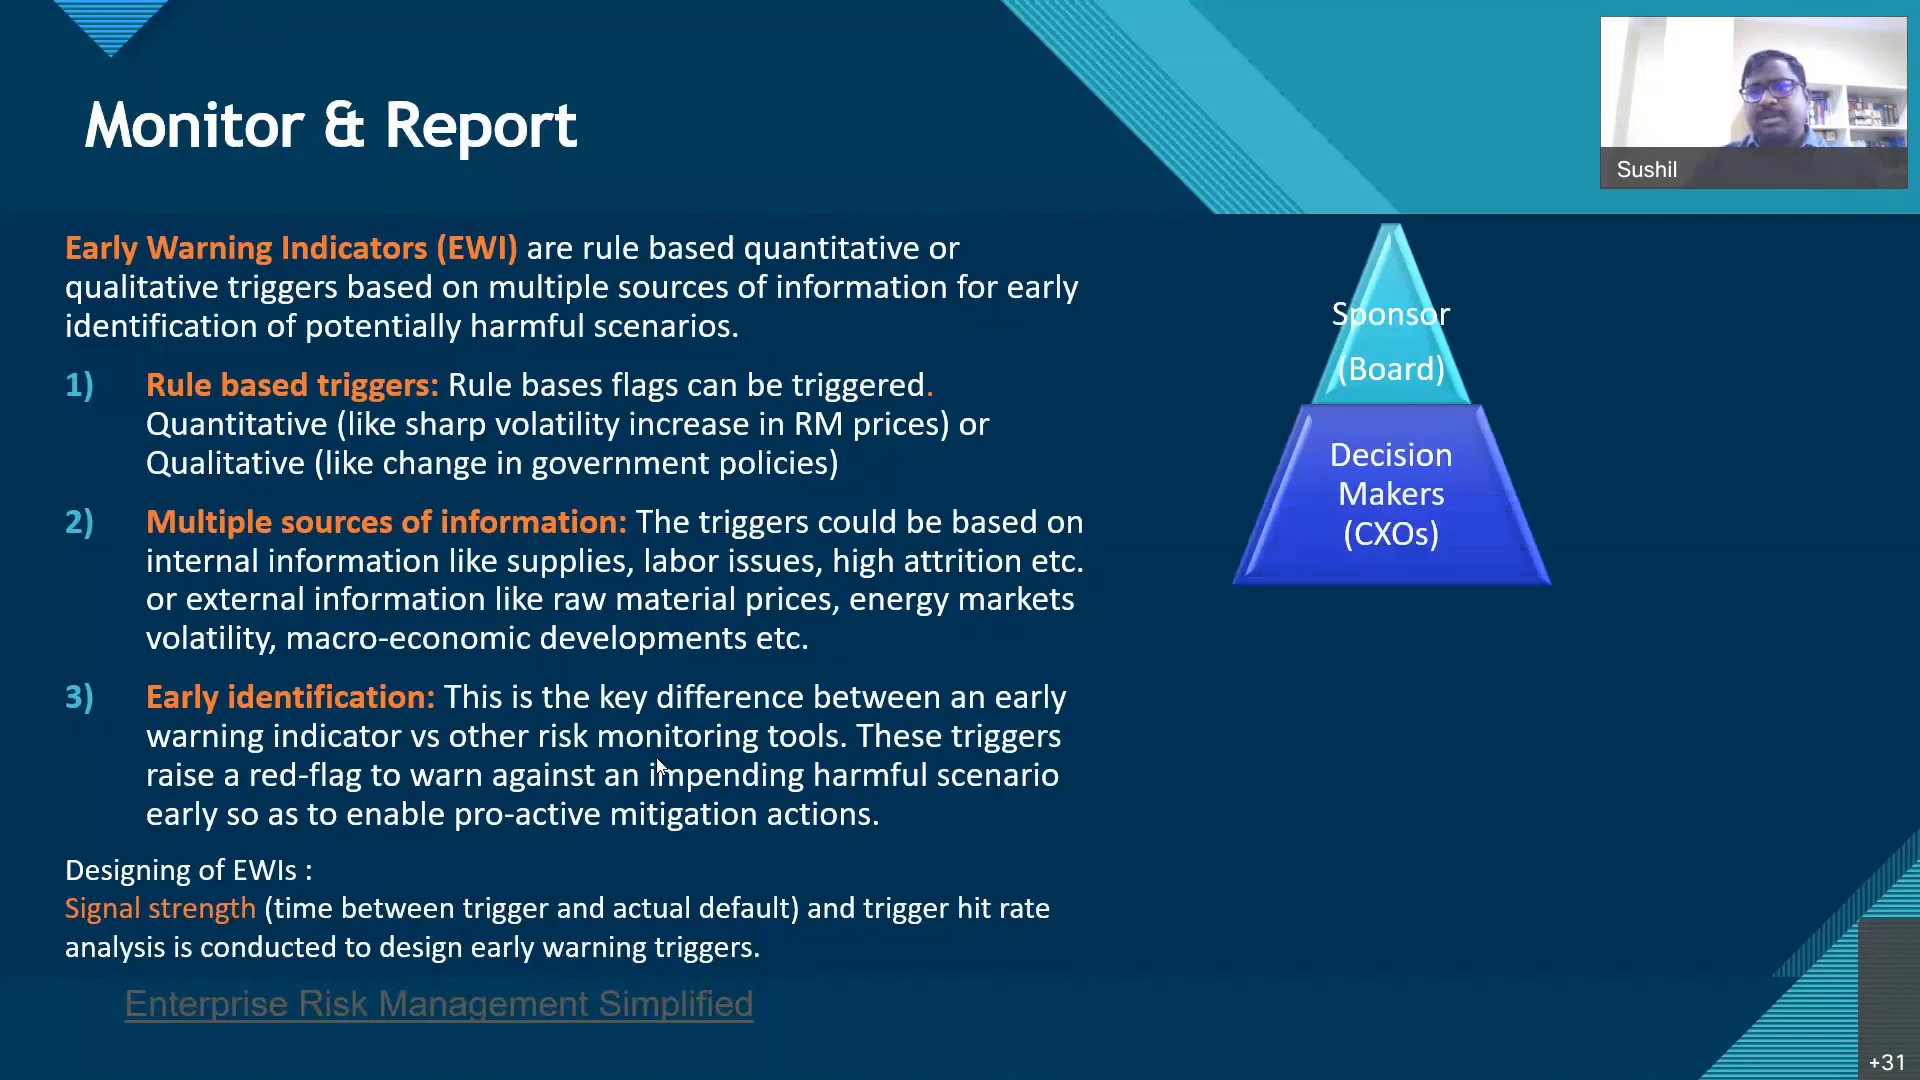 Monitor & Report
Sushil
Early Warning Indicators (EWI) are rule based quantitative or
qualitative triggers based on multiple sources of information for early
identification of potentially harmful scenarios.
1) Rule based triggers: Rule bases flags can be triggered.
Quantitative (like sharp volatility increase in RM prices) or
Qualitative (like change in government policies)
2) Multiple sources of information: The triggers could be based on
internal information like supplies, labor issues, high attrition etc.
or external information like raw material prices, energy markets
volatility, macro-economic developments etc.
3) Early identification: This is the key difference between an early
warning indicator vs other risk monitoring tools. These triggers
raise a red-flag to warn against an impending harmful scenario
early so as to enable pro-active mitigation actions.
Designing of EWIs :
Signal strength (time between trigger and actual default) and trigger hit rate
analysis is conducted to design early warning triggers.
Enterprise Risk Management Simplified
Sponsor
(Board)
Decision
Makers
(CXOs)
+31